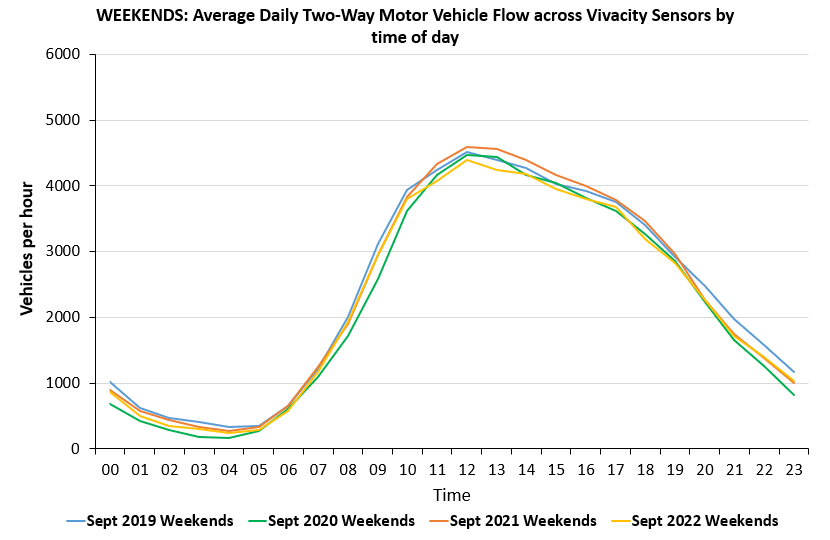 WEEKENDS: Average Daily Two-Way Motor Vehicle Flow across Vivacity Sensors by
time of day
Vehicles per hour
6000
5000
4000
3000
2000
1000
0
00 01 02 03 04 05 06 07 08 09 10 11 12 13 14 15 16 17 18 19 20 21 22 23
Time
Sept 2019 Weekends Sept 2020 Weekends Sept 2021 Weekends Sept 2022 Weekends